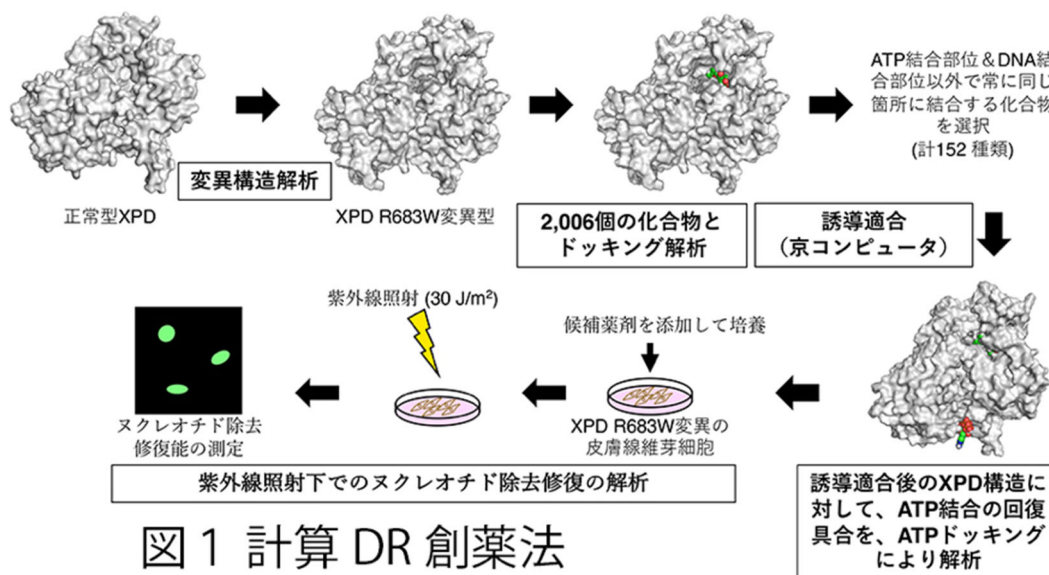 ATP結合部位＆DNA結
合部位以外で常に同じ
箇所に結合する化合物
を選択
(計152 種類)
変異構造解析
正常型XPD
XPD R683W変異型
2,006個の化合物と
ドッキング解析
誘導適合
（京コンピュータ）
紫外線照射 (30 J/m²)
候補薬剤を添加して培養
XPD R683W変異の
皮膚線維芽細胞
ヌクレオチド除去
修復能の測定
紫外線照射下でのヌクレオチド除去修復の解析
誘導適合後のXPD構造に
対して、ATP結合の回復
具合を、ATPドッキング
により解析
図1 計算 DR 創薬法